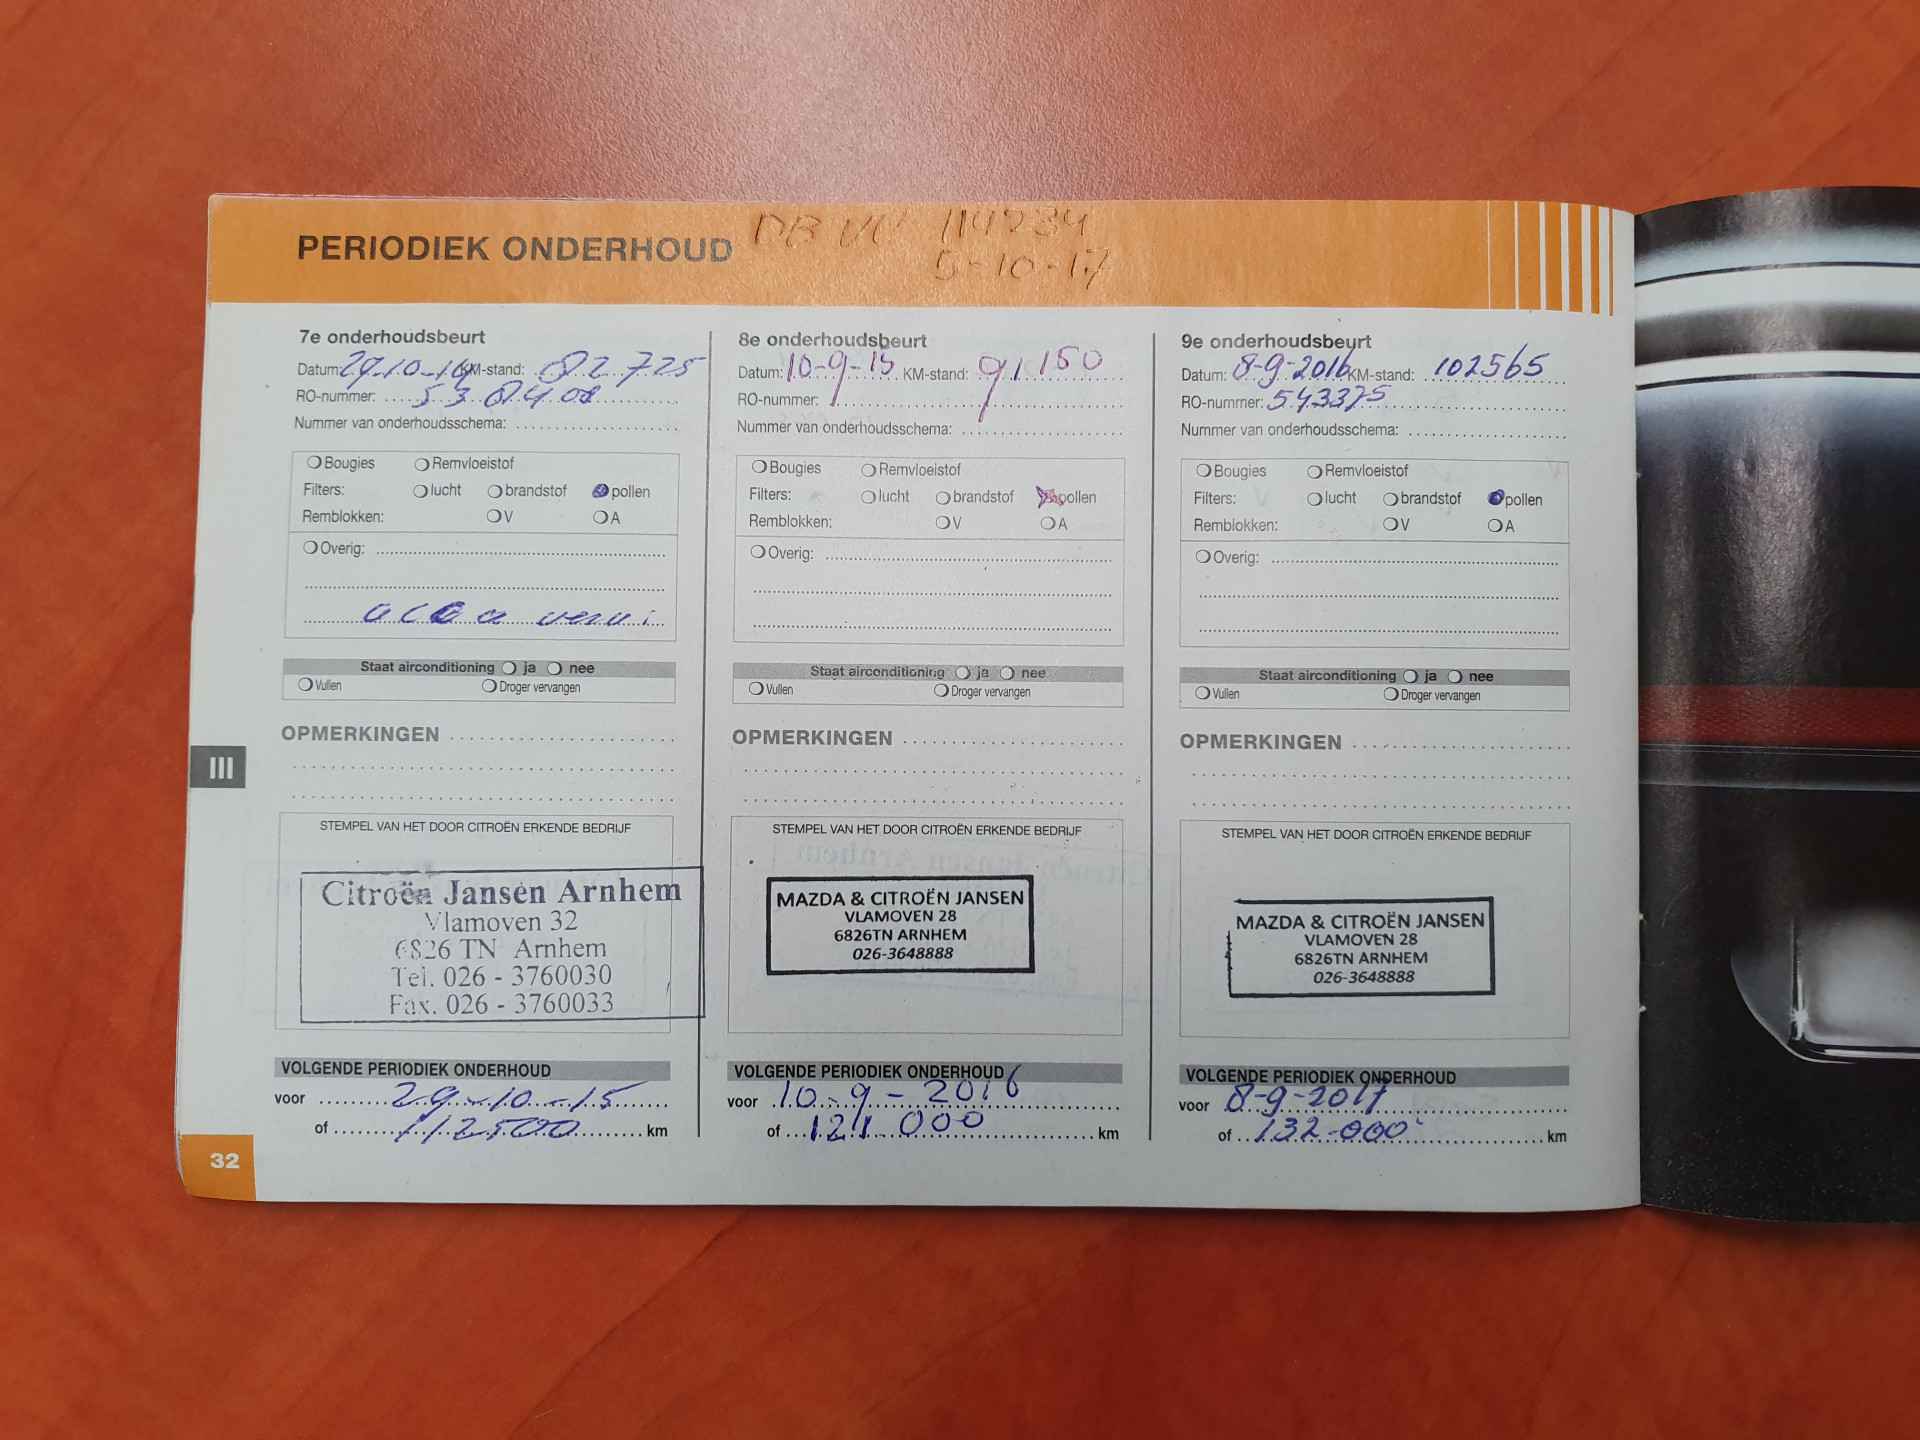 PERIODIEK ONDERHOUD
114234
5-10-17
7e onderhoudsbeurt
Datum: 29-10-14 KM-stand: 82725
RO-nummer:
Nummer van onderhoudsschema:
Bougies Remvloeistof
Filters: lucht brandstof pollen
Remblokken: V A
Overig:
Staat airconditioning ja nee
Vullen Droger vervangen
OPMERKINGEN
STEMPEL VAN HET DOOR CITROËN ERKENDE BEDRIJF
Citroën Jansen Arnhem
Vlamoven 32
6826 TN Arnhem
Tel. 026 - 3760030
Fax. 026 - 3760033
VOLGENDE PERIODIEK ONDERHOUD
voor 29-10-15
of 112500 km
8e onderhoudsbeurt
Datum: 10-9-15 KM-stand: 91150
RO-nummer:
Nummer van onderhoudsschema:
Bougies Remvloeistof
Filters: lucht brandstof pollen
Remblokken: V A
Overig:
Staat airconditioning ja nee
Vullen Droger vervangen
OPMERKINGEN
STEMPEL VAN HET DOOR CITROËN ERKENDE BEDRIJF
MAZDA & CITROËN JANSEN
VLAMOVEN 28
6826TN ARNHEM
026-3648888
VOLGENDE PERIODIEK ONDERHOUD
voor 10-9-2016
of 121000 km
9e onderhoudsbeurt
Datum: 8-9-2016 KM-stand: 102565
RO-nummer: 543375
Nummer van onderhoudsschema:
Bougies Remvloeistof
Filters: lucht brandstof pollen
Remblokken: V A
Overig:
Staat airconditioning ja nee
Vullen Droger vervangen
OPMERKINGEN
STEMPEL VAN HET DOOR CITROËN ERKENDE BEDRIJF
MAZDA & CITROËN JANSEN
VLAMOVEN 28
6826TN ARNHEM
026-3648888
VOLGENDE PERIODIEK ONDERHOUD
voor 8-9-2017
of 132-000 km
III
32